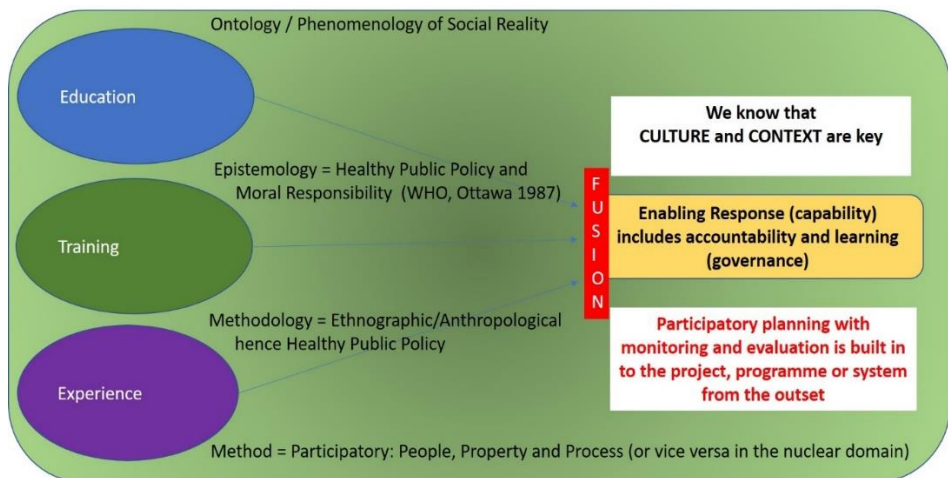 Ontology / Phenomenology of Social Reality
Education
We know that
CULTURE and CONTEXT are key
Epistemology = Healthy Public Policy and
Moral Responsibility (WHO, Ottawa 1987)
FUSION
Training
Enabling Response (capability)
includes accountability and learning
(governance)
Methodology = Ethnographic/Anthropological
hence Healthy Public Policy
Experience
Participatory planning with
monitoring and evaluation is built in
to the project, programme or system
from the outset
Method = Participatory: People, Property and Process (or vice versa in the nuclear domain)